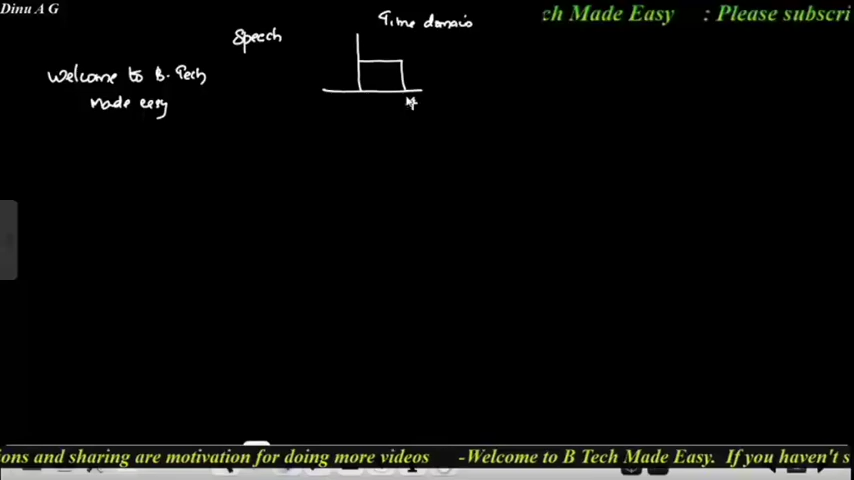 Dinu A G
ch Made Easy : Please subscri
Time domain
Speech
Welcome to B. Tech
made easy
ons and sharing are motivation for doing more videos -Welcome to B Tech Made Easy. If you haven't s